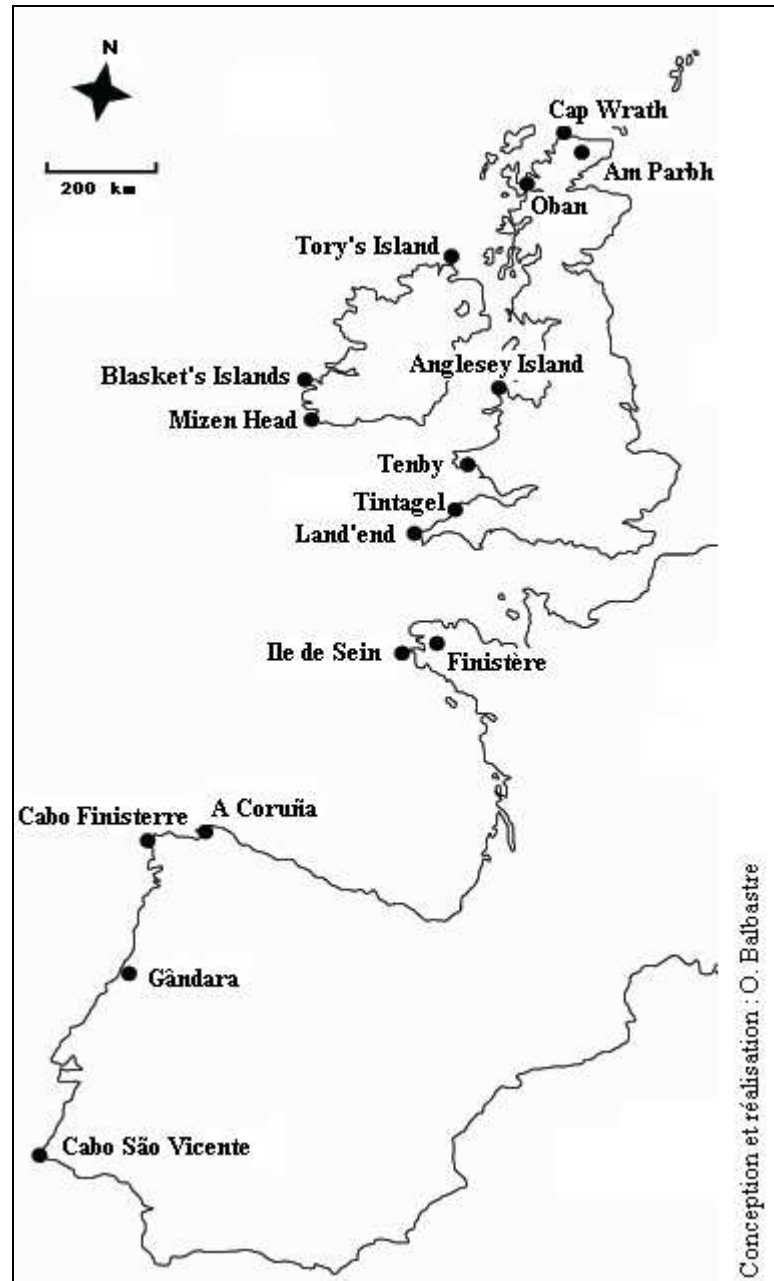 N
200 km
Cap Wrath
Am Parbh
Oban
Tory's Island
Anglesey Island
Blasket's Islands
Mizen Head
Tenby
Tintagel
Land'end
Ile de Sein
Finistère
Cabo Finisterre
A Coruña
Gândara
Cabo São Vicente
Conception et réalisation : O. Balbastre